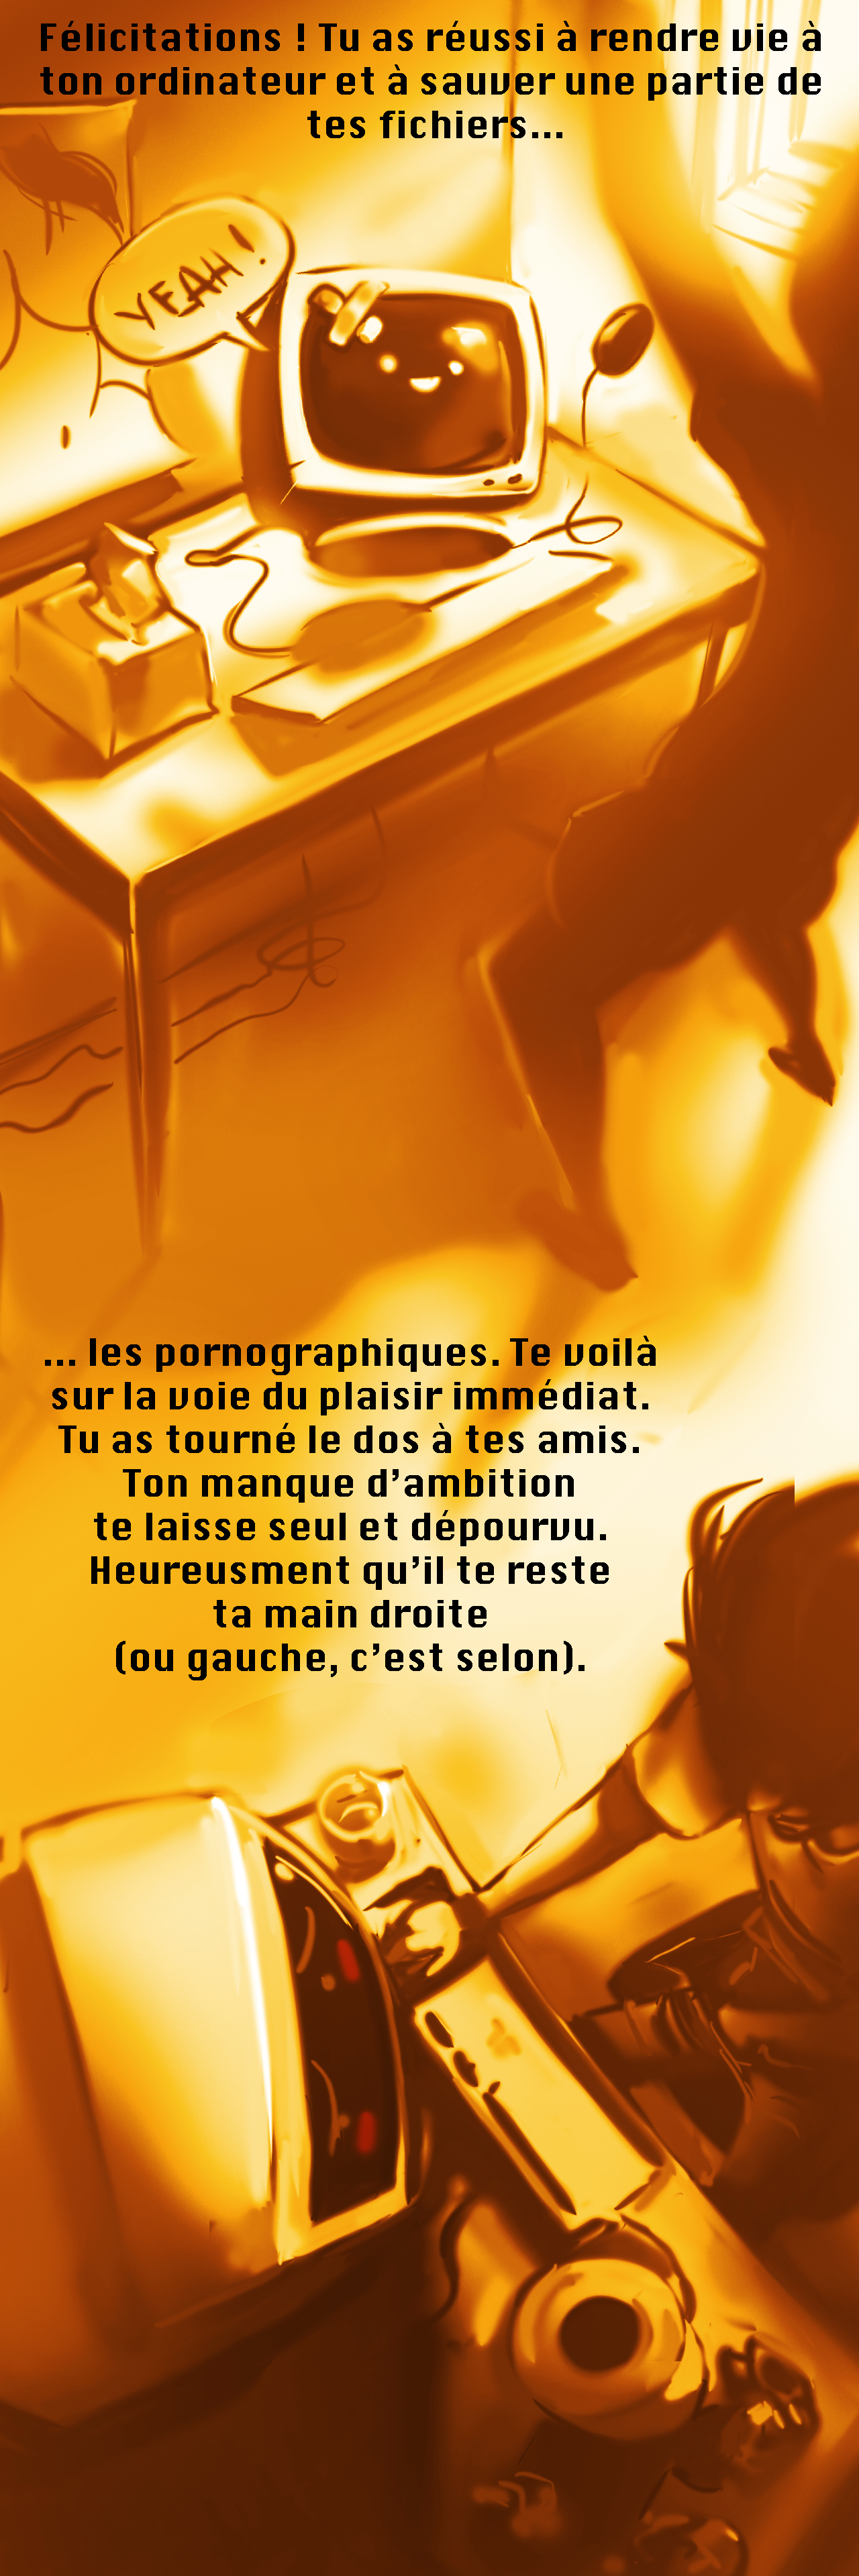 Félicitations ! Tu as réussi à rendre vie à
ton ordinateur et à sauver une partie de
tes fichiers...
YEAH !
... les pornographiques. Te voilà
sur la voie du plaisir immédiat.
Tu as tourné le dos à tes amis.
Ton manque d’ambition
te laisse seul et dépourvu.
Heureusment qu’il te reste
ta main droite
(ou gauche, c’est selon).